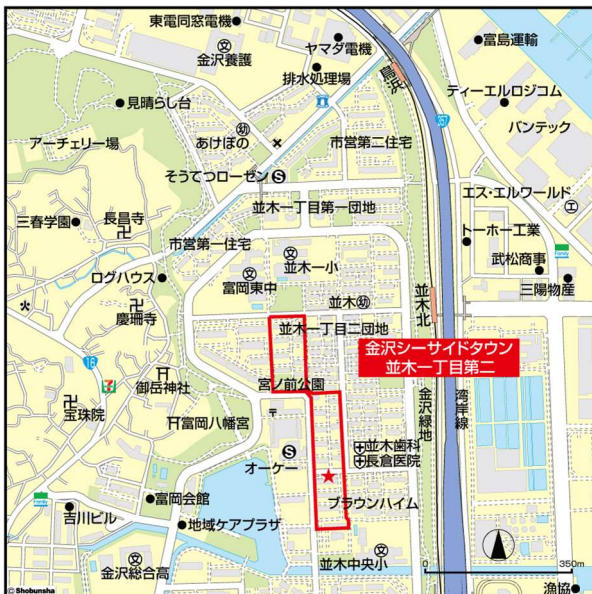 東電同窓電機
文
金沢養護
ヤマダ電機
富島運輸
排水処理場
鳥浜
見晴らし台
ティーエルロジコム
357
バンテック
アーチェリー場
幼
あけぼの
市営第二住宅
そうてつローゼン
S
エス・エルワールド
工
並木一丁目第一団地
三春学園
長昌寺
トーホー工業
市営第一住宅
文
並木一小
武松商事
ログハウス
文
富岡東中
並木幼
三陽物産
慶珊寺
並木北
並木一丁目二団地
金沢シーサイドタウン
並木一丁目第二
16
宮ノ前公園
御岳神社
宝珠院
富岡八幡宮
〒
金沢緑地
湾岸線
並木歯科
長倉医院
S
オーケー
ブラウンハイム
富岡会館
吉川ビル
地域ケアプラザ
文
金沢総合高
文
並木中央小
0
350m
漁協
© Shobunsha